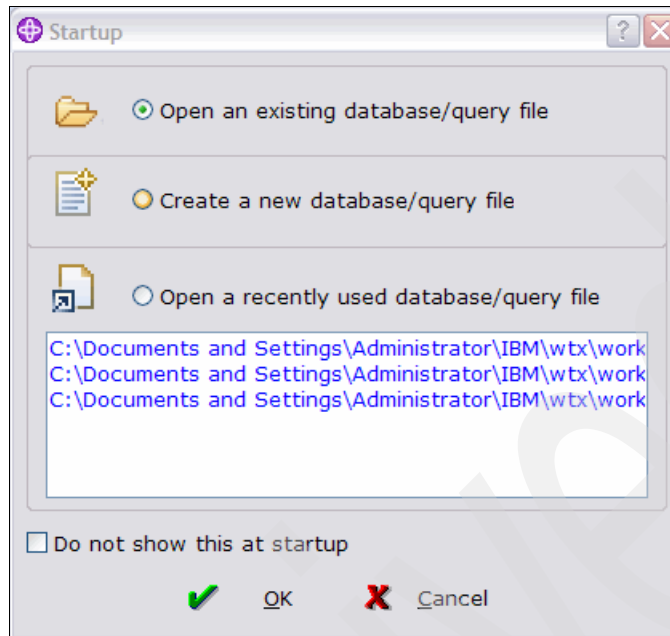 Startup
Open an existing database/query file
Create a new database/query file
Open a recently used database/query file
C:\Documents and Settings\Administrator\IBM\wtx\work
C:\Documents and Settings\Administrator\IBM\wtx\work
C:\Documents and Settings\Administrator\IBM\wtx\work
Do not show this at startup
OK
Cancel